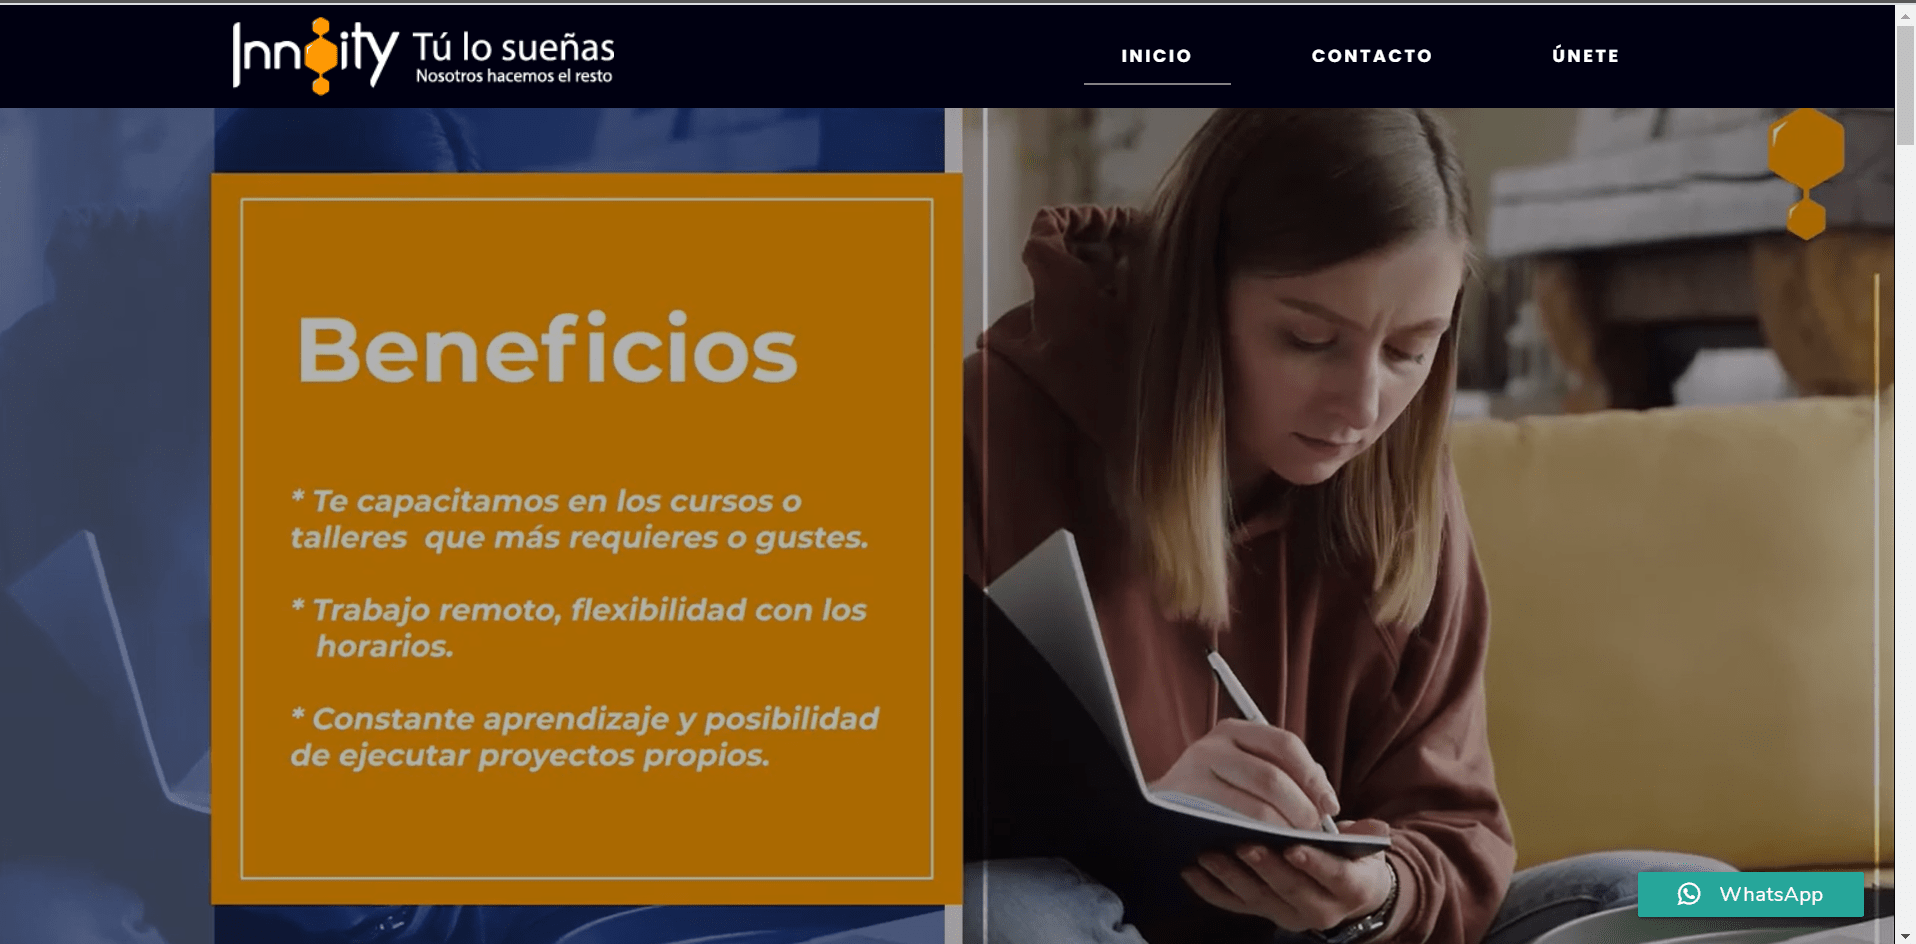 Innoity Tú lo sueñas
Nosotros hacemos el resto
INICIO CONTACTO ÚNETE
Beneficios
* Te capacitamos en los cursos o
talleres que más requieres o gustes.
* Trabajo remoto, flexibilidad con los
horarios.
* Constante aprendizaje y posibilidad
de ejecutar proyectos propios.
WhatsApp